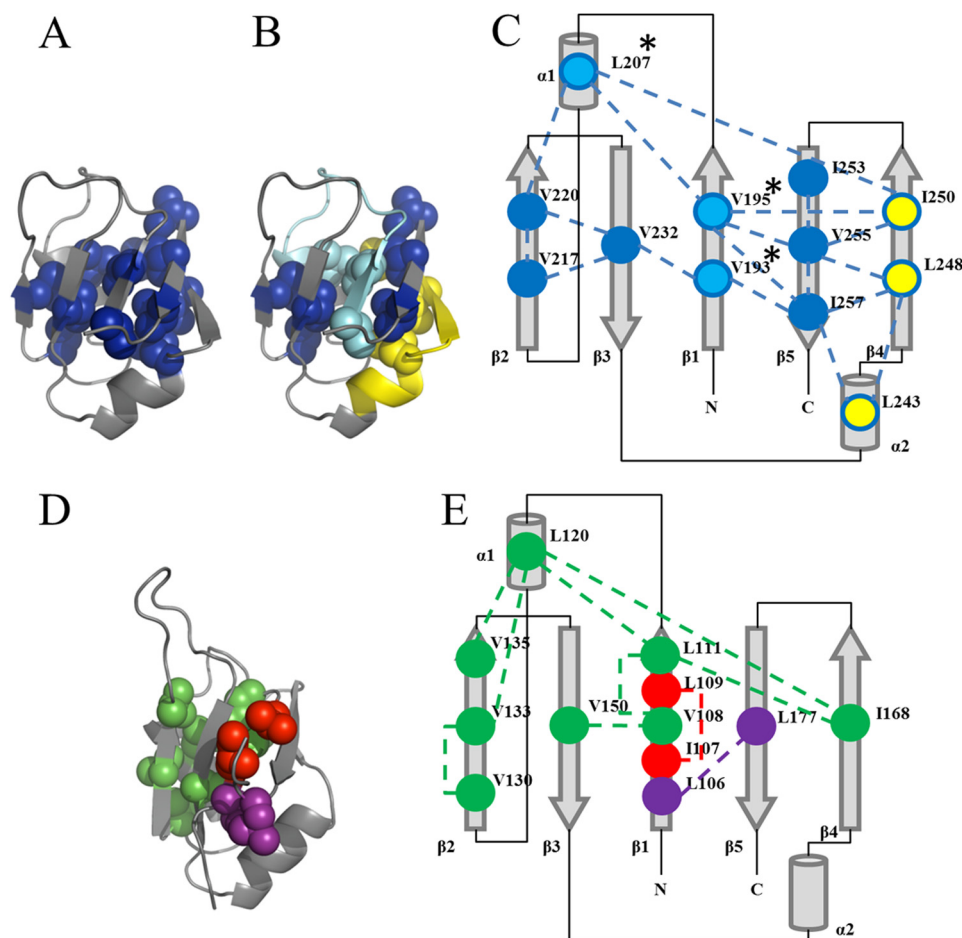 A
B
C
L207*
α1
I253
V220
V195*
I250
V232
V255
V217
V193*
L248
I257
β2
β3
β1
β5
β4
N
C
L243
α2
D
E
L120
α1
V135
L111
L109
V133
V150
V108
L177
I168
I107
V130
L106
β2
β3
β1
β5
β4
N
C
α2